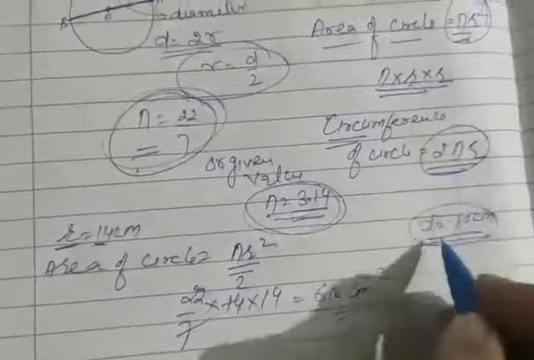 = diameter
d = 2r
r = d/2
Area of Circle = πr²
π×r×r
π = 22/7
or given
value
π = 3.14
Circumference
of circle = 2πr
r = 14cm
Area of Circle = πr²
22/7 × 14 × 14 =